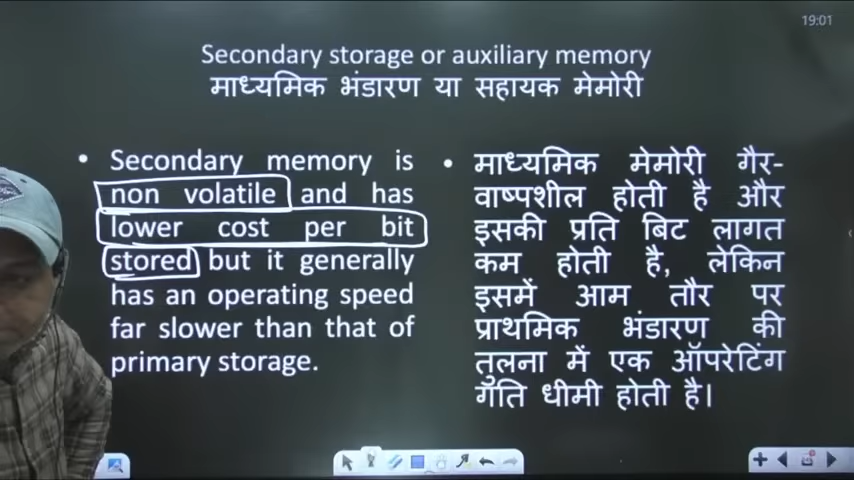 19:01
Secondary storage or auxiliary memory
माध्यमिक भंडारण या सहायक मेमोरी
• Secondary memory is
non volatile and has
lower cost per bit
stored but it generally
has an operating speed
far slower than that of
primary storage.
• माध्यमिक मेमोरी गैर-
वाष्पशील होती है और
इसकी प्रति बिट लागत
कम होती है, लेकिन
इसमें आम तौर पर
प्राथमिक भंडारण की
तुलना में एक ऑपरेटिंग
गति धीमी होती है।